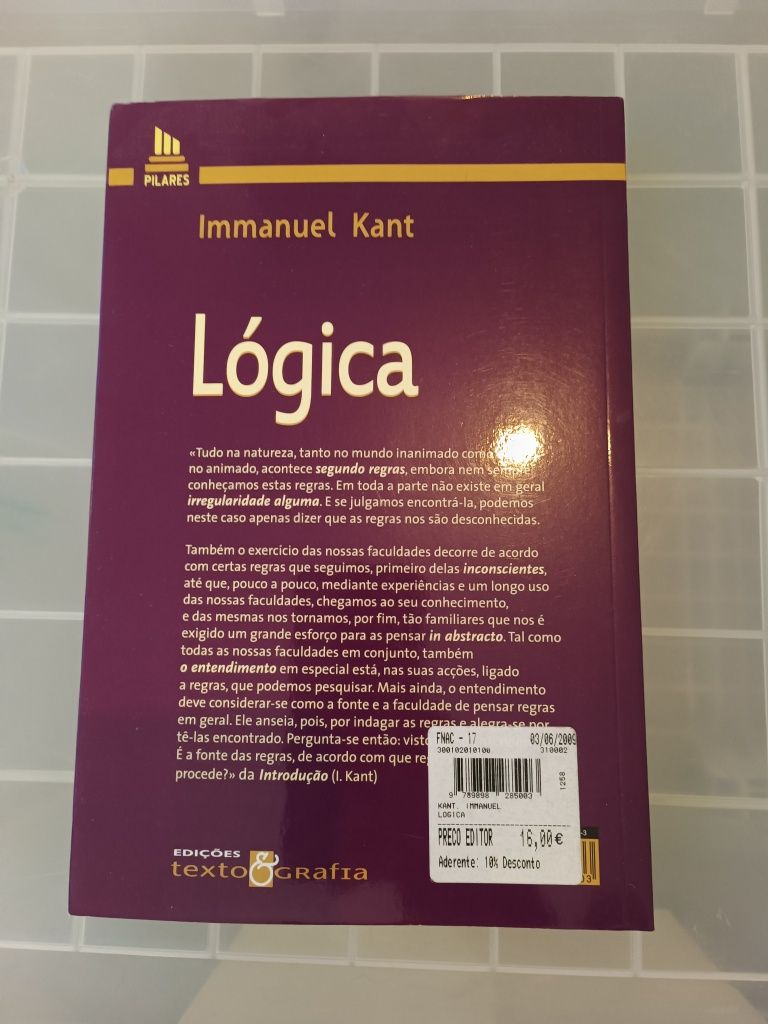 PILARES
Immanuel Kant
Lógica
«Tudo na natureza, tanto no mundo inanimado como
no animado, acontece segundo regras, embora nem sempre
conheçamos estas regras. Em toda a parte não existe em geral
irregularidade alguma. E se julgamos encontrá-la, podemos
neste caso apenas dizer que as regras nos são desconhecidas.
Também o exercício das nossas faculdades decorre de acordo
com certas regras que seguimos, primeiro delas inconscientes,
até que, pouco a pouco, mediante experiências e um longo uso
das nossas faculdades, chegamos ao seu conhecimento,
e das mesmas nos tornamos, por fim, tão familiares que nos é
exigido um grande esforço para as pensar in abstracto. Tal como
todas as nossas faculdades em conjunto, também
o entendimento em especial está, nas suas acções, ligado
a regras, que podemos pesquisar. Mais ainda, o entendimento
deve considerar-se como a fonte e a faculdade de pensar regras
em geral. Ele anseia, pois, por indagar as regras e alegra-se por
tê-las encontrado. Pergunta-se então: visto
É a fonte das regras, de acordo com que
procede?» da Introdução (I. Kant)
FNAC - 17 03/06/2009
300102010100 310002
9 789898 285003
1258
KANT. IMMANUEL
LOGICA
PRECO EDITOR 16,00€
Aderente: 10% Desconto
EDIÇÕES
texto&GRafia